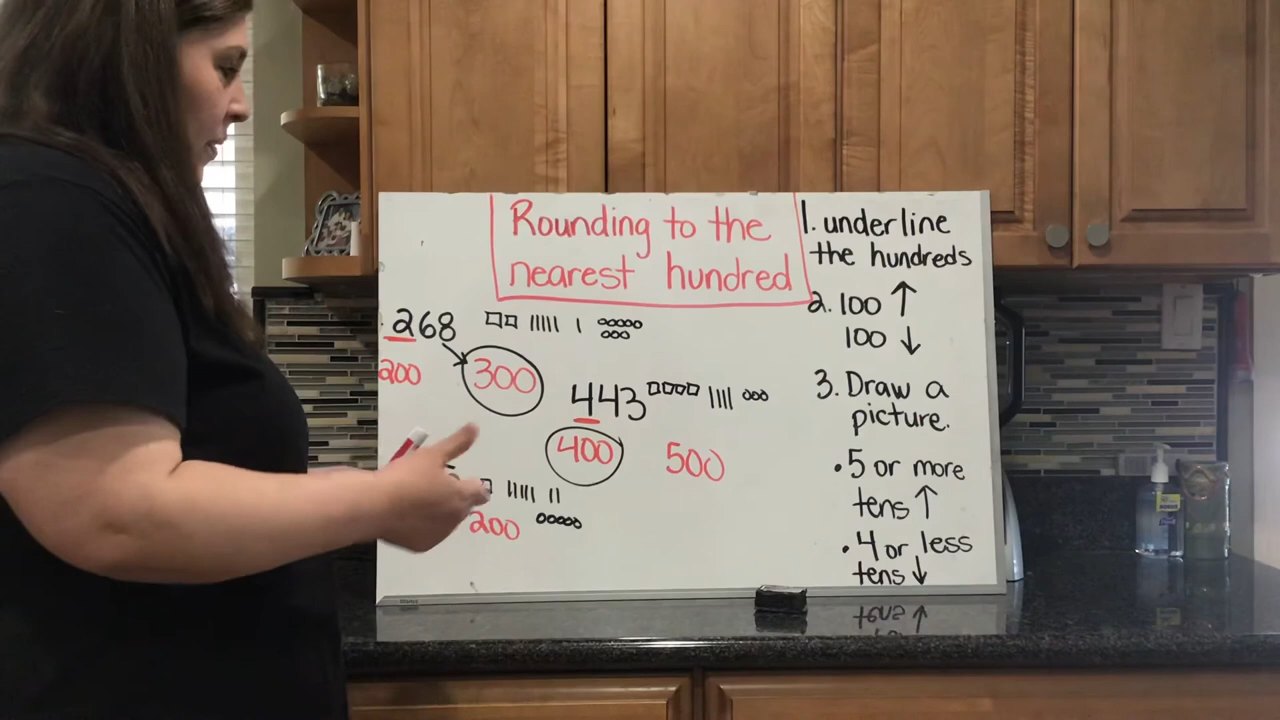 Rounding to the
nearest hundred
268
200
300
443
400
500
200
1. underline
the hundreds
2. 100 ↑
100 ↓
3. Draw a
picture.
• 5 or more
tens ↑
• 4 or less
tens ↓